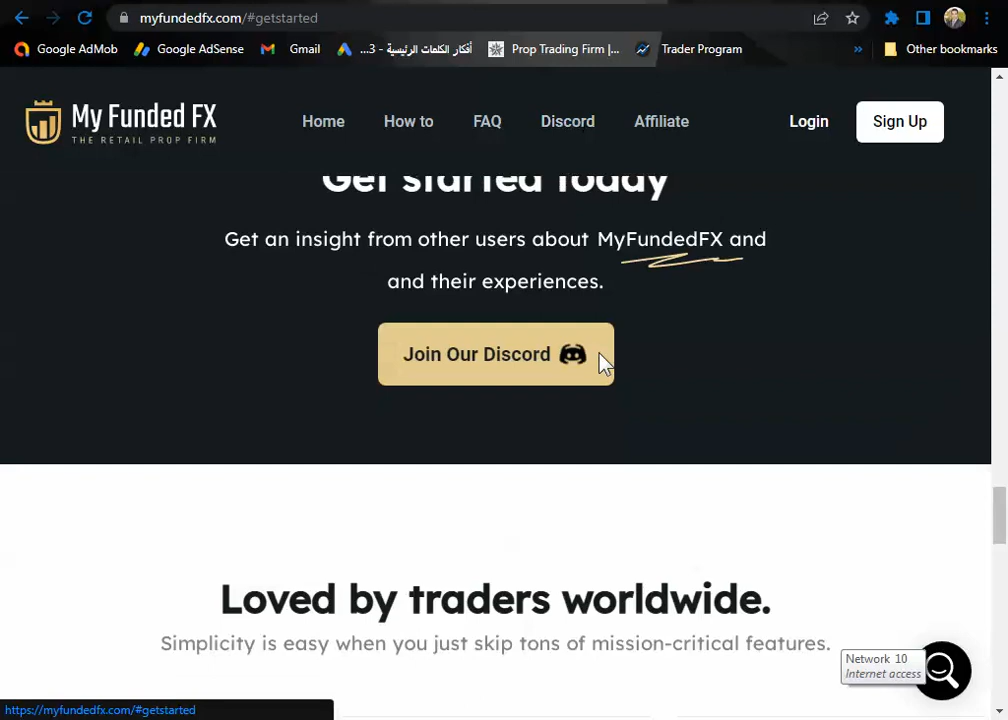 myfundedfx.com/#getstarted
Google AdMob
Google AdSense
Gmail
أفكار الكلمات الرئيسية - 3...
Prop Trading Firm |...
Trader Program
»
Other bookmarks
My Funded FX
THE RETAIL PROP FIRM
Home
How to
FAQ
Discord
Affiliate
Login
Sign Up
Get started Today
Get an insight from other users about MyFundedFX and
and their experiences.
Join Our Discord
Loved by traders worldwide.
Simplicity is easy when you just skip tons of mission-critical features.
Network 10
Internet access
https://myfundedfx.com/#getstarted